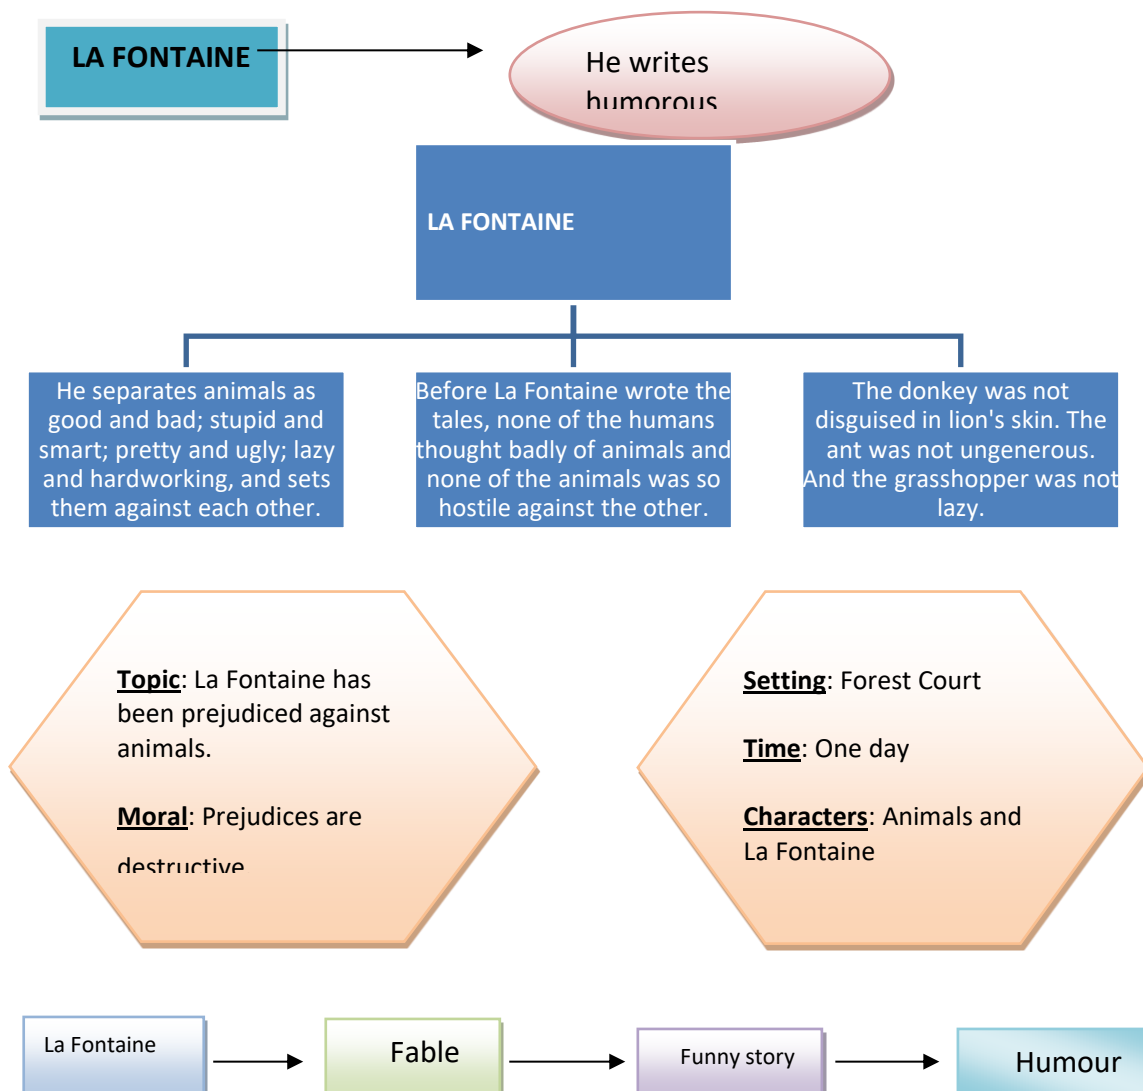 LA FONTAINE
He writes
humorous
LA FONTAINE
He separates animals as
good and bad; stupid and
smart; pretty and ugly; lazy
and hardworking, and sets
them against each other.
Before La Fontaine wrote the
tales, none of the humans
thought badly of animals and
none of the animals was so
hostile against the other.
The donkey was not
disguised in lion's skin. The
ant was not ungenerous.
And the grasshopper was not
lazy.
Topic: La Fontaine has
been prejudiced against
animals.
Moral: Prejudices are
destructive
Setting: Forest Court
Time: One day
Characters: Animals and
La Fontaine
La Fontaine
Fable
Funny story
Humour